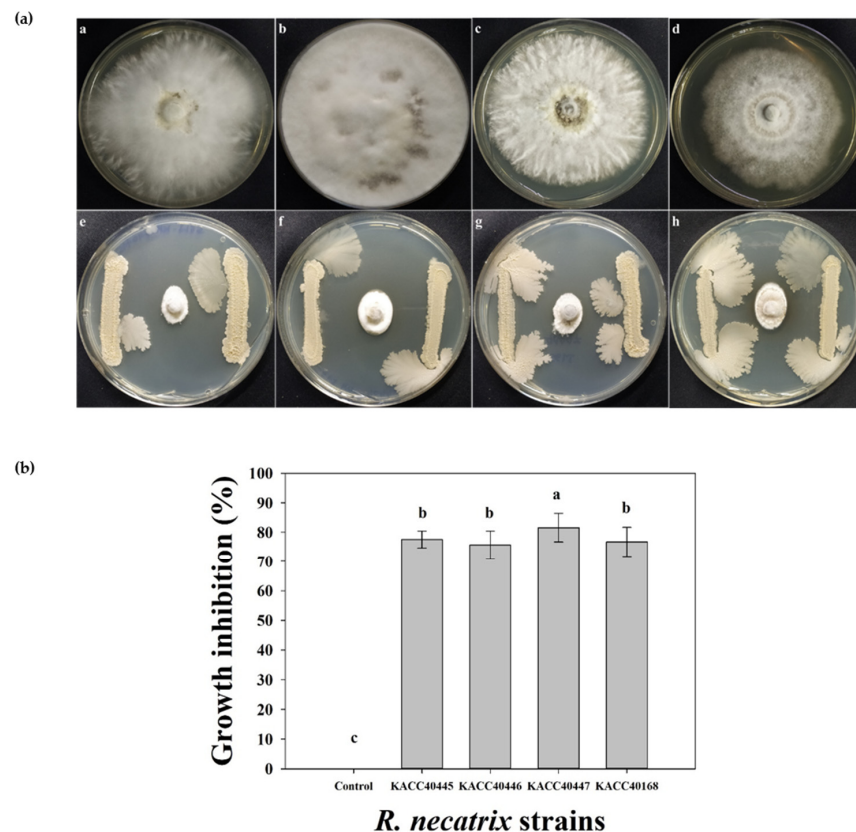 (a)
a b c d
e f g h
(b)
100
90
80
70
60
50
40
30
20
10
0
Growth inhibition (%)
c b b a b
Control KACC40445 KACC40446 KACC40447 KACC40168
R. necatrix strains